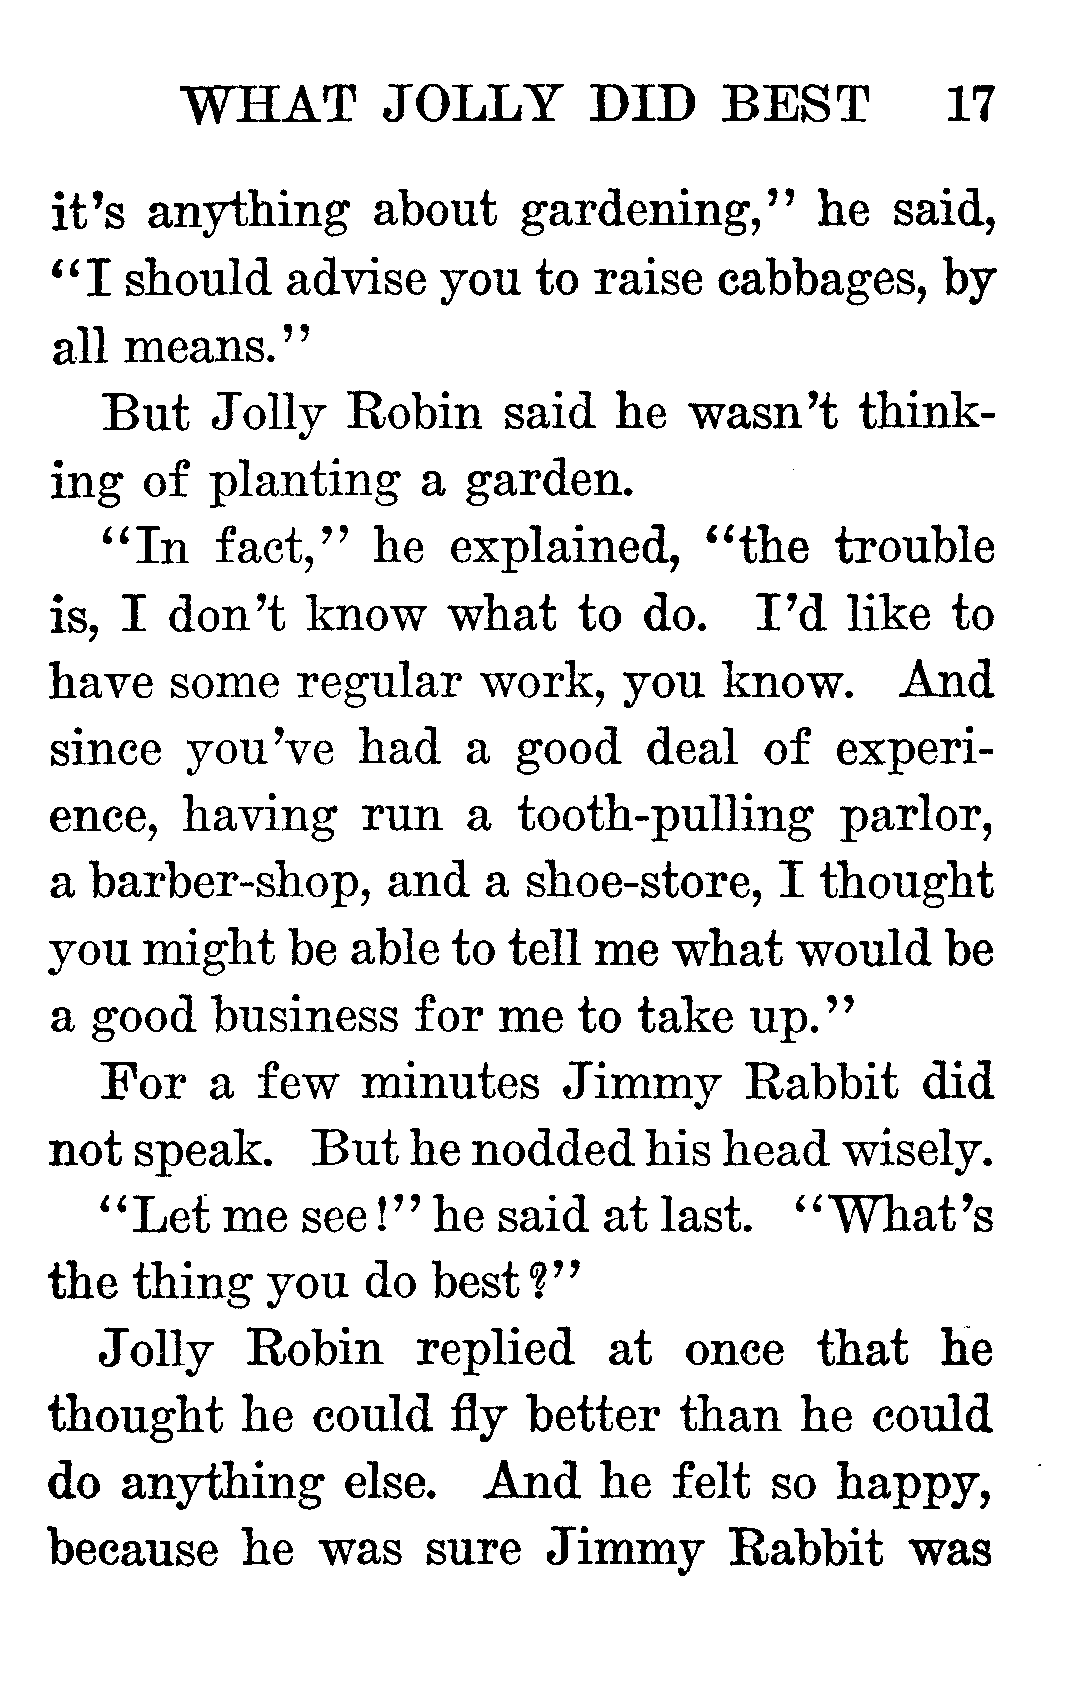 WHAT JOLLY DID BEST 17
it's anything about gardening," he said,
"I should advise you to raise cabbages, by
all means."
But Jolly Robin said he wasn't think-
ing of planting a garden.
"In fact," he explained, "the trouble
is, I don't know what to do. I'd like to
have some regular work, you know. And
since you've had a good deal of experi-
ence, having run a tooth-pulling parlor,
a barber-shop, and a shoe-store, I thought
you might be able to tell me what would be
a good business for me to take up."
For a few minutes Jimmy Rabbit did
not speak. But he nodded his head wisely.
"Let me see!" he said at last. "What's
the thing you do best?"
Jolly Robin replied at once that he
thought he could fly better than he could
do anything else. And he felt so happy,
because he was sure Jimmy Rabbit was